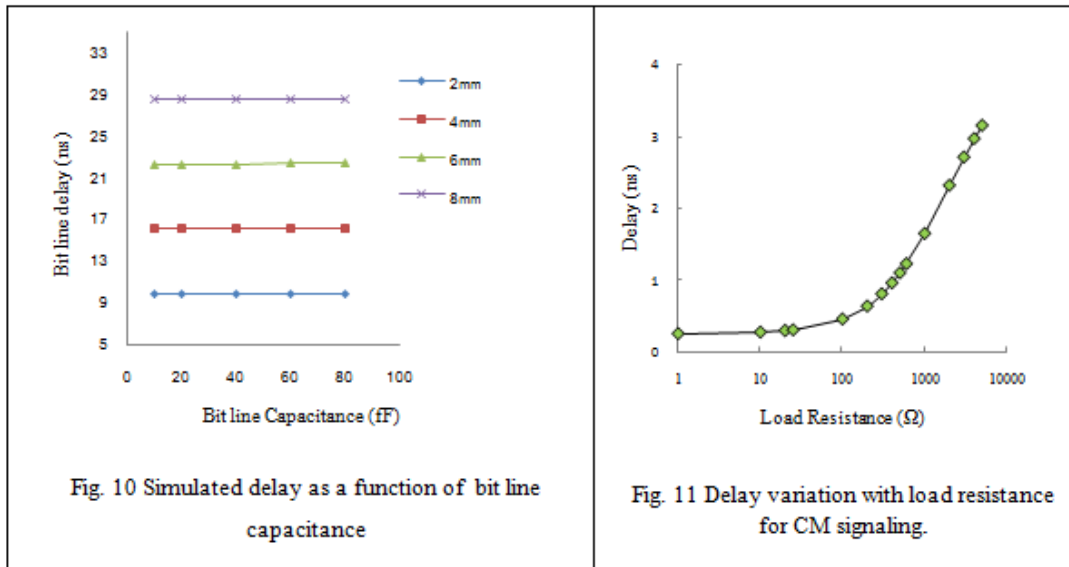 33
29
25
21
17
13
9
5
0
20
40
60
80
100
Bit line delay (ns)
Bit line Capacitance (fF)
2mm
4mm
6mm
8mm
Fig. 10 Simulated delay as a function of bit line
capacitance
4
3
2
1
0
1
10
100
1000
10000
Delay (ns)
Load Resistance (Ω)
Fig. 11 Delay variation with load resistance
for CM signaling.